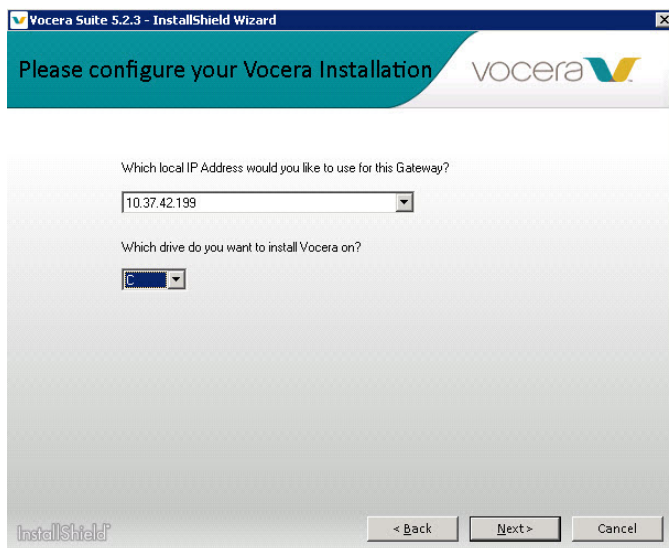 Vocera Suite 5.2.3 - InstallShield Wizard
Please configure your Vocera Installation
vocera
Which local IP Address would you like to use for this Gateway?
10.37.42.199
Which drive do you want to install Vocera on?
C
InstallShield
< Back
Next >
Cancel